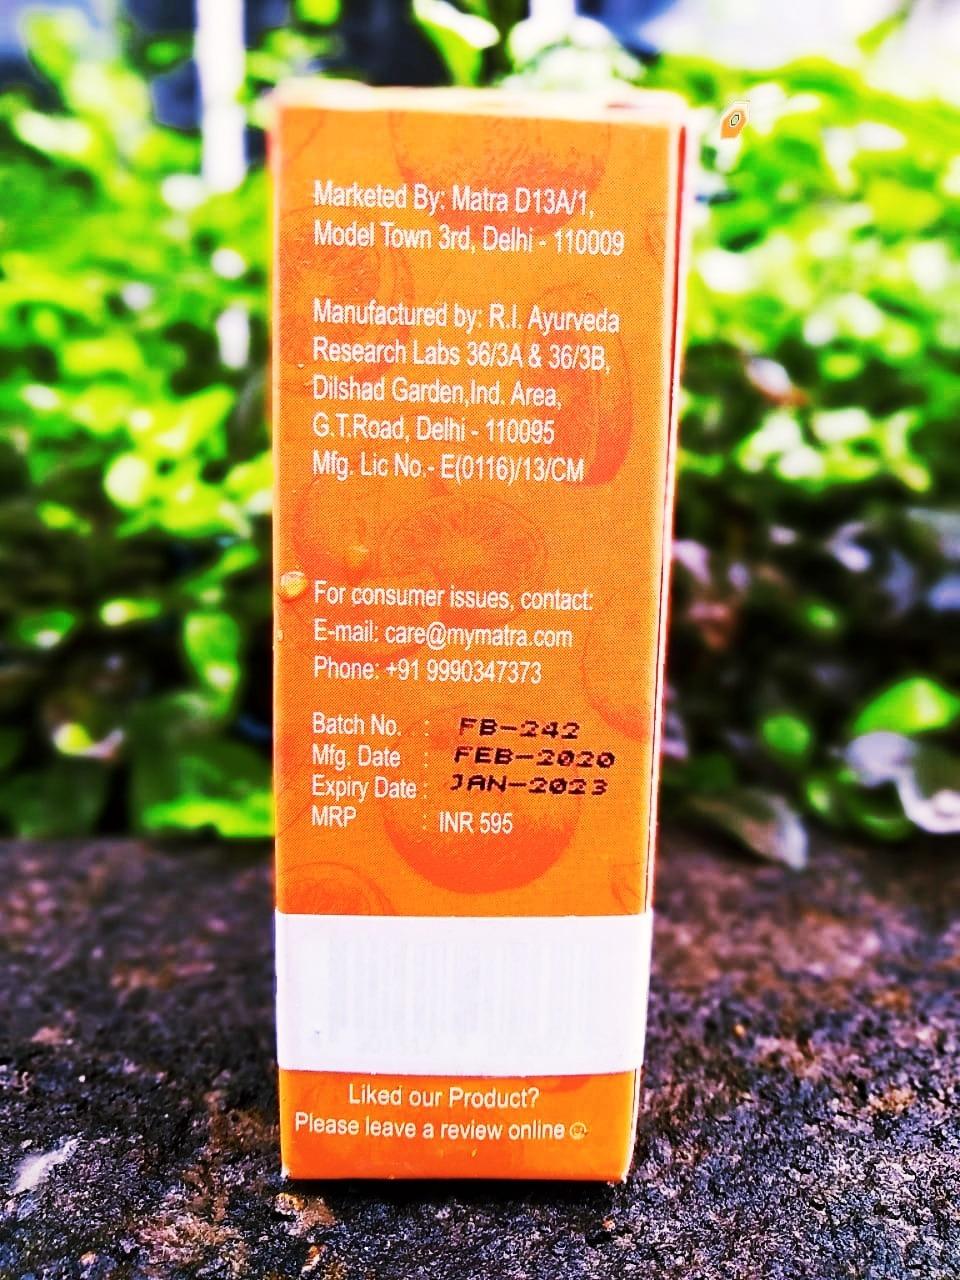 Marketed By: Matra D13A/1,
Model Town 3rd, Delhi - 110009
Manufactured by: R.I. Ayurveda
Research Labs 36/3A & 36/3B,
Dilshad Garden,Ind. Area,
G.T.Road, Delhi - 110095
Mfg. Lic No.- E(0116)/13/CM
For consumer issues, contact:
E-mail: care@mymatra.com
Phone: +91 9990347373
Batch No. : FB-242
Mfg. Date : FEB-2020
Expiry Date : JAN-2023
MRP : INR 595
Liked our Product?
Please leave a review online ☺